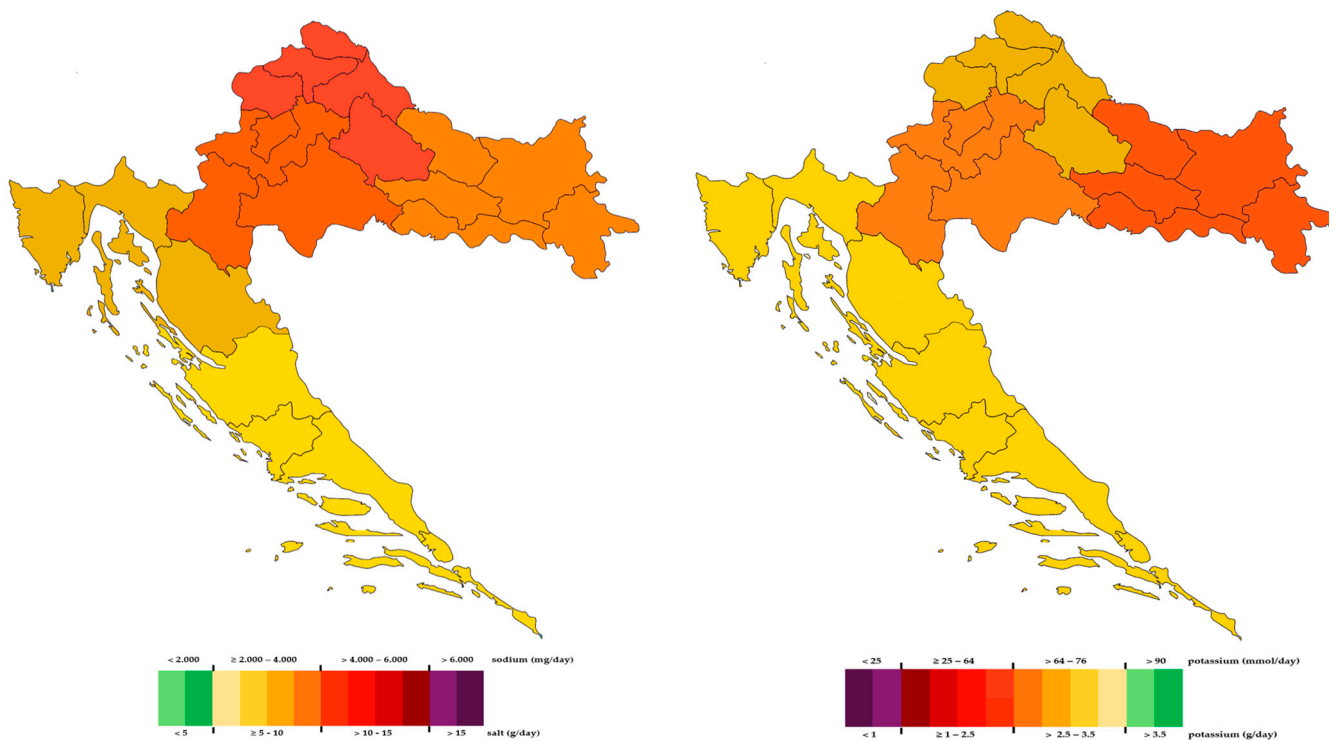 < 2.000 ≥ 2.000 – 4.000 > 4.000 – 6.000 > 6.000 sodium (mg/day)
< 5 ≥ 5 - 10 > 10 - 15 > 15 salt (g/day)
< 25 ≥ 25 – 64 > 64 – 76 > 90 potassium (mmol/day)
< 1 ≥ 1 – 2.5 > 2.5 – 3.5 > 3.5 potassium (g/day)